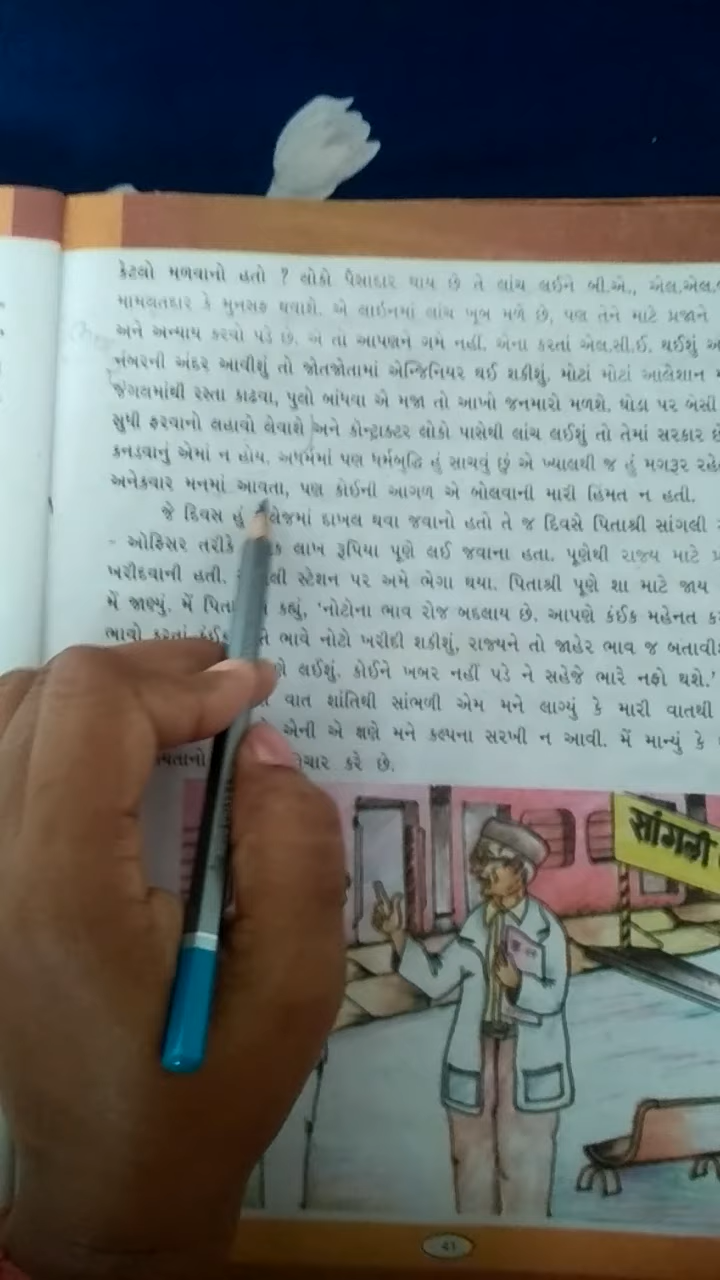 કેટલો મળવાનો હતો ? લોકો પૈસાદાર થાય છે તે લાંચ લઈને બી.એ., એલ.એલ.
મામલતદાર કે મુનસફ થવાશે. એ લાઇનમાં લાંચ ખૂબ મળે છે, પણ તેને માટે પ્રજાને
અને અન્યાય કરવો પડે છે. એ તો આપણને ગમે નહીં. એના કરતાં એલ.સી.ઈ. થઈશું
નંબરની અંદર આવીશું તો જોતજોતામાં એન્જિનિયર થઈ શકીશું. મોટાં મોટાં આલેશાન
જંગલમાંથી રસ્તા કાઢવા, પુલો બાંધવા એ મજા તો આખો જનમારો મળશે. ઘોડા પર બેસી
સુધી ફરવાનો લહાવો લેવાશે અને કોન્ટ્રાક્ટર લોકો પાસેથી લાંચ લઈશું તો તેમાં સરકાર છે
કનડવાનું એમાં ન હોય. અધર્મમાં પણ ધર્મબુદ્ધિ હું સાચવું છું એ ખ્યાલથી જ હું મગરૂર
અનેકવાર મનમાં આવતા, પણ કોઈની આગળ એ બોલવાની મારી હિંમત ન હતી.
જે દિવસ હું લેજમાં દાખલ થવા જવાનો હતો તે જ દિવસે પિતાશ્રી સાંગલી
- ઓફિસર તરીકે લાખ રૂપિયા પૂણે લઈ જવાના હતા. પૂણેથી રાજ્ય માટે
ખરીદવાની હતી. લી સ્ટેશન પર અમે ભેગા થયા. પિતાશ્રી પૂણે શા માટે જાય
મેં જાણ્યું. મેં પિતા કહ્યું, ‘નોટોના ભાવ રોજ બદલાય છે. આપણે કંઈક મહેનત
ભાવો કરતાં કંઈક તે ભાવે નોટો ખરીદી શકીશું, રાજ્યને તો જાહેર ભાવ જ
લઈશું. કોઈને ખબર નહીં પડે ને સહેજે ભારે નફો થશે.’
વાત શાંતિથી સાંભળી એમ મને લાગ્યું કે મારી વાતથી
એની એ ક્ષણે મને કલ્પના સરખી ન આવી. મેં માન્યું કે
ચાર કરે છે.
सांगली
41